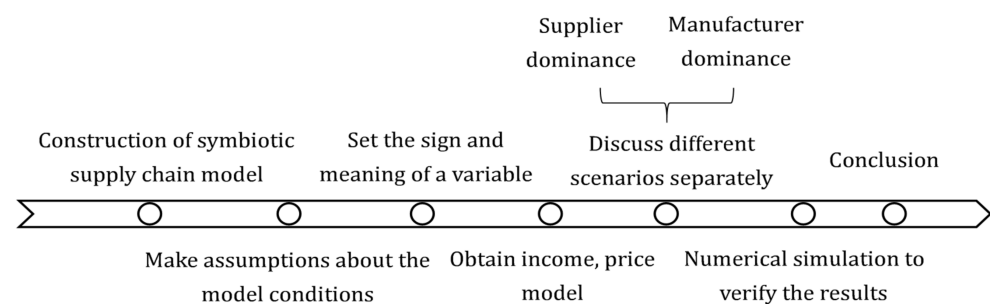 Supplier
dominance
Manufacturer
dominance
Construction of symbiotic
supply chain model
Set the sign and
meaning of a variable
Discuss different
scenarios separately
Conclusion
Make assumptions about the
model conditions
Obtain income, price
model
Numerical simulation to
verify the results